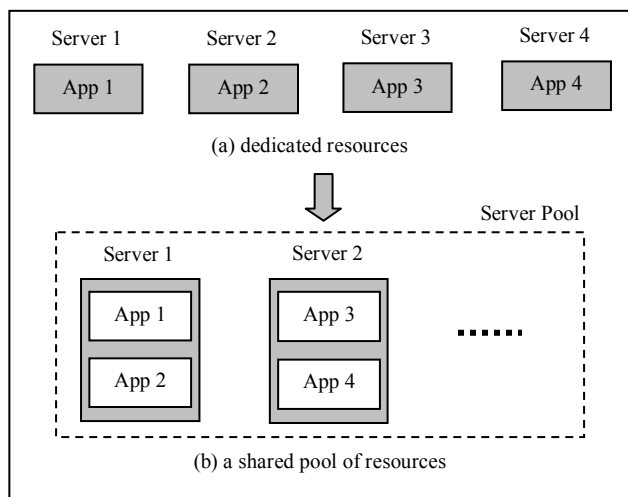 Server 1 Server 2 Server 3 Server 4
App 1 App 2 App 3 App 4
(a) dedicated resources
Server Pool
Server 1 Server 2
App 1 App 3
App 2 App 4
(b) a shared pool of resources